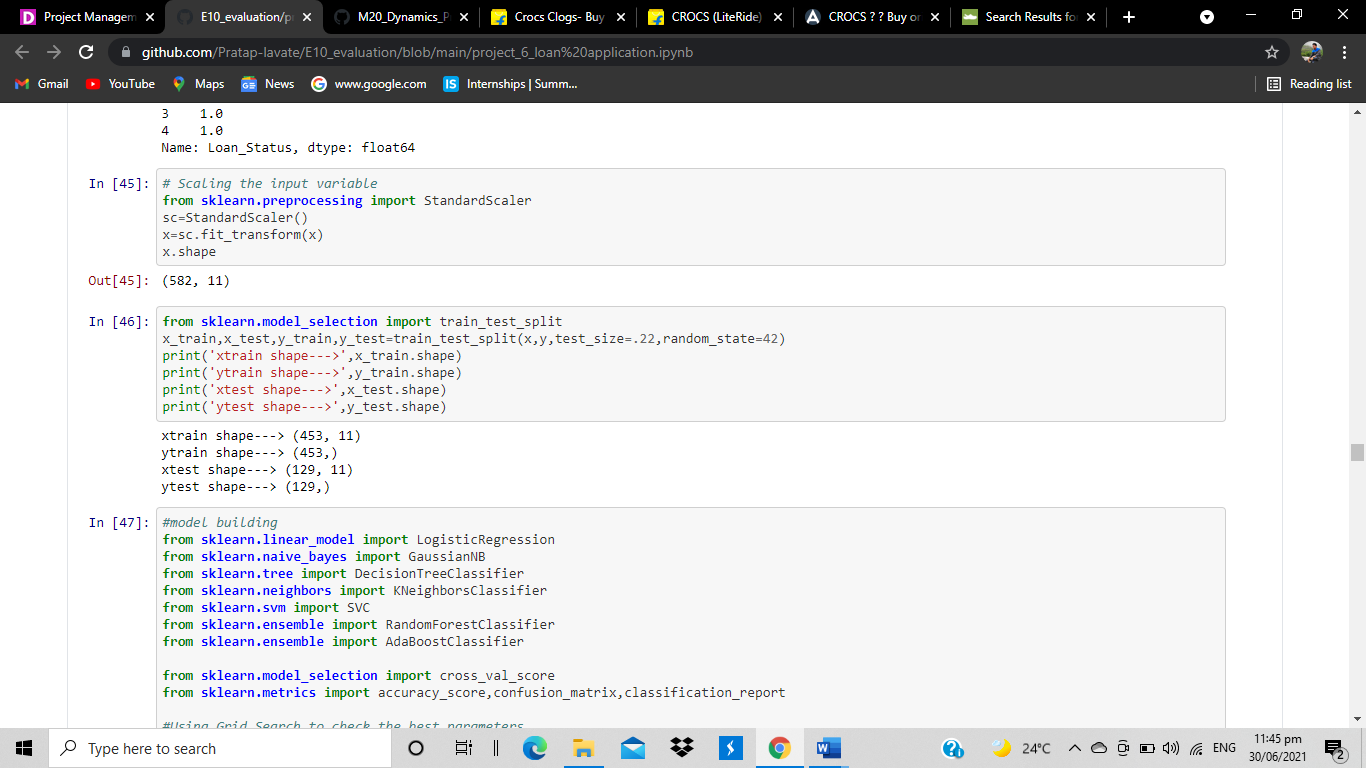 Project Managem
E10_evaluation/p
M20_Dynamics_P
Crocs Clogs- Buy
CROCS (LiteRide)
CROCS ? ? Buy or
Search Results fo
github.com/Pratap-lavate/E10_evaluation/blob/main/project_6_loan%20application.ipynb
Gmail
YouTube
Maps
News
www.google.com
IS
Internships | Summ...
Reading list
3    1.0
4    1.0
Name: Loan_Status, dtype: float64
In [45]:
# Scaling the input variable
from sklearn.preprocessing import StandardScaler
sc=StandardScaler()
x=sc.fit_transform(x)
x.shape
Out[45]: (582, 11)
In [46]:
from sklearn.model_selection import train_test_split
x_train,x_test,y_train,y_test=train_test_split(x,y,test_size=.22,random_state=42)
print('xtrain shape--->',x_train.shape)
print('ytrain shape--->',y_train.shape)
print('xtest shape--->',x_test.shape)
print('ytest shape--->',y_test.shape)
xtrain shape---> (453, 11)
ytrain shape---> (453,)
xtest shape---> (129, 11)
ytest shape---> (129,)
In [47]:
#model building
from sklearn.linear_model import LogisticRegression
from sklearn.naive_bayes import GaussianNB
from sklearn.tree import DecisionTreeClassifier
from sklearn.neighbors import KNeighborsClassifier
from sklearn.svm import SVC
from sklearn.ensemble import RandomForestClassifier
from sklearn.ensemble import AdaBoostClassifier
from sklearn.model_selection import cross_val_score
from sklearn.metrics import accuracy_score,confusion_matrix,classification_report
#Using Grid Search to check the best parameters
Type here to search
24°C
ENG
11:45 pm
30/06/2021
2